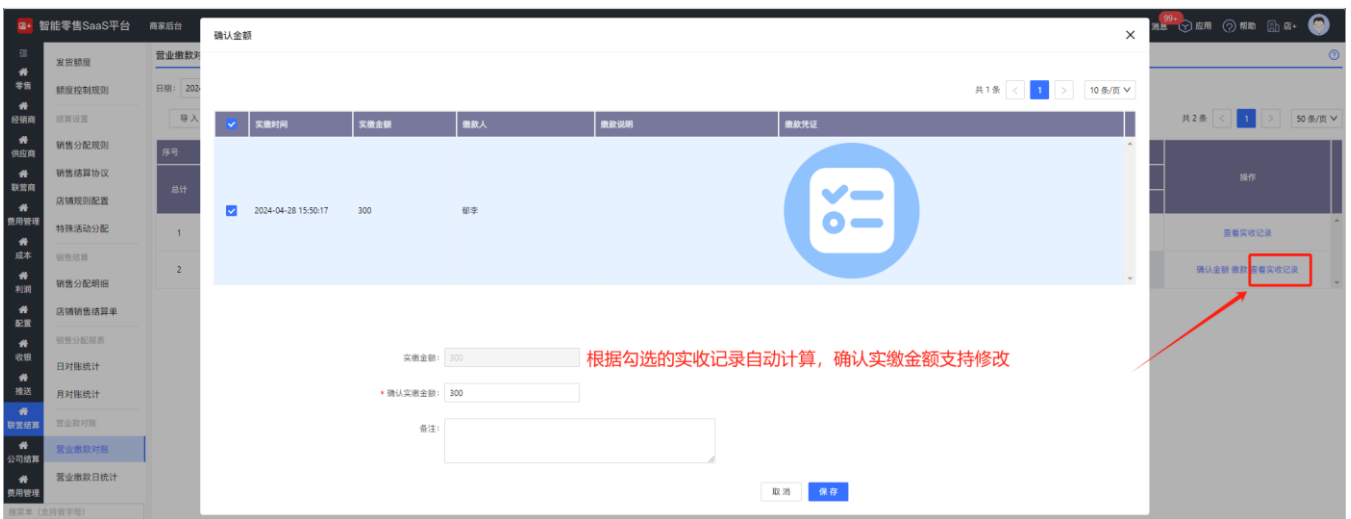 智能零售SaaS平台
商家后台
消息
99+
应用
帮助
店+
零售
经销商
供应商
联营商
费用管理
成本
利润
配置
收银
推送
联营结算
公司结算
费用管理
搜菜单（支持首字母）
发货额度
额度控制规则
结算设置
销售分配规则
销售结算协议
店铺规则配置
特殊活动分配
销售结算
销售分配明细
店铺销售结算单
销售分配报表
日对账统计
月对账统计
营业款对账
营业缴款对账
营业缴款日统计
营业缴款对
日期： 202
导入
序号
总计
1
2
确认金额
共 1 条 < 1 > 10 条/页
实缴时间 实缴金额 缴款人 缴款说明 缴款凭证
2024-04-28 15:50:17 300 郁李
实缴金额： 300
根据勾选的实收记录自动计算，确认实缴金额支持修改
* 确认实缴金额： 300
备注：
取消 保存
共 2 条 < 1 > 50 条/页
操作
查看实收记录
确认金额 缴款 查看实收记录